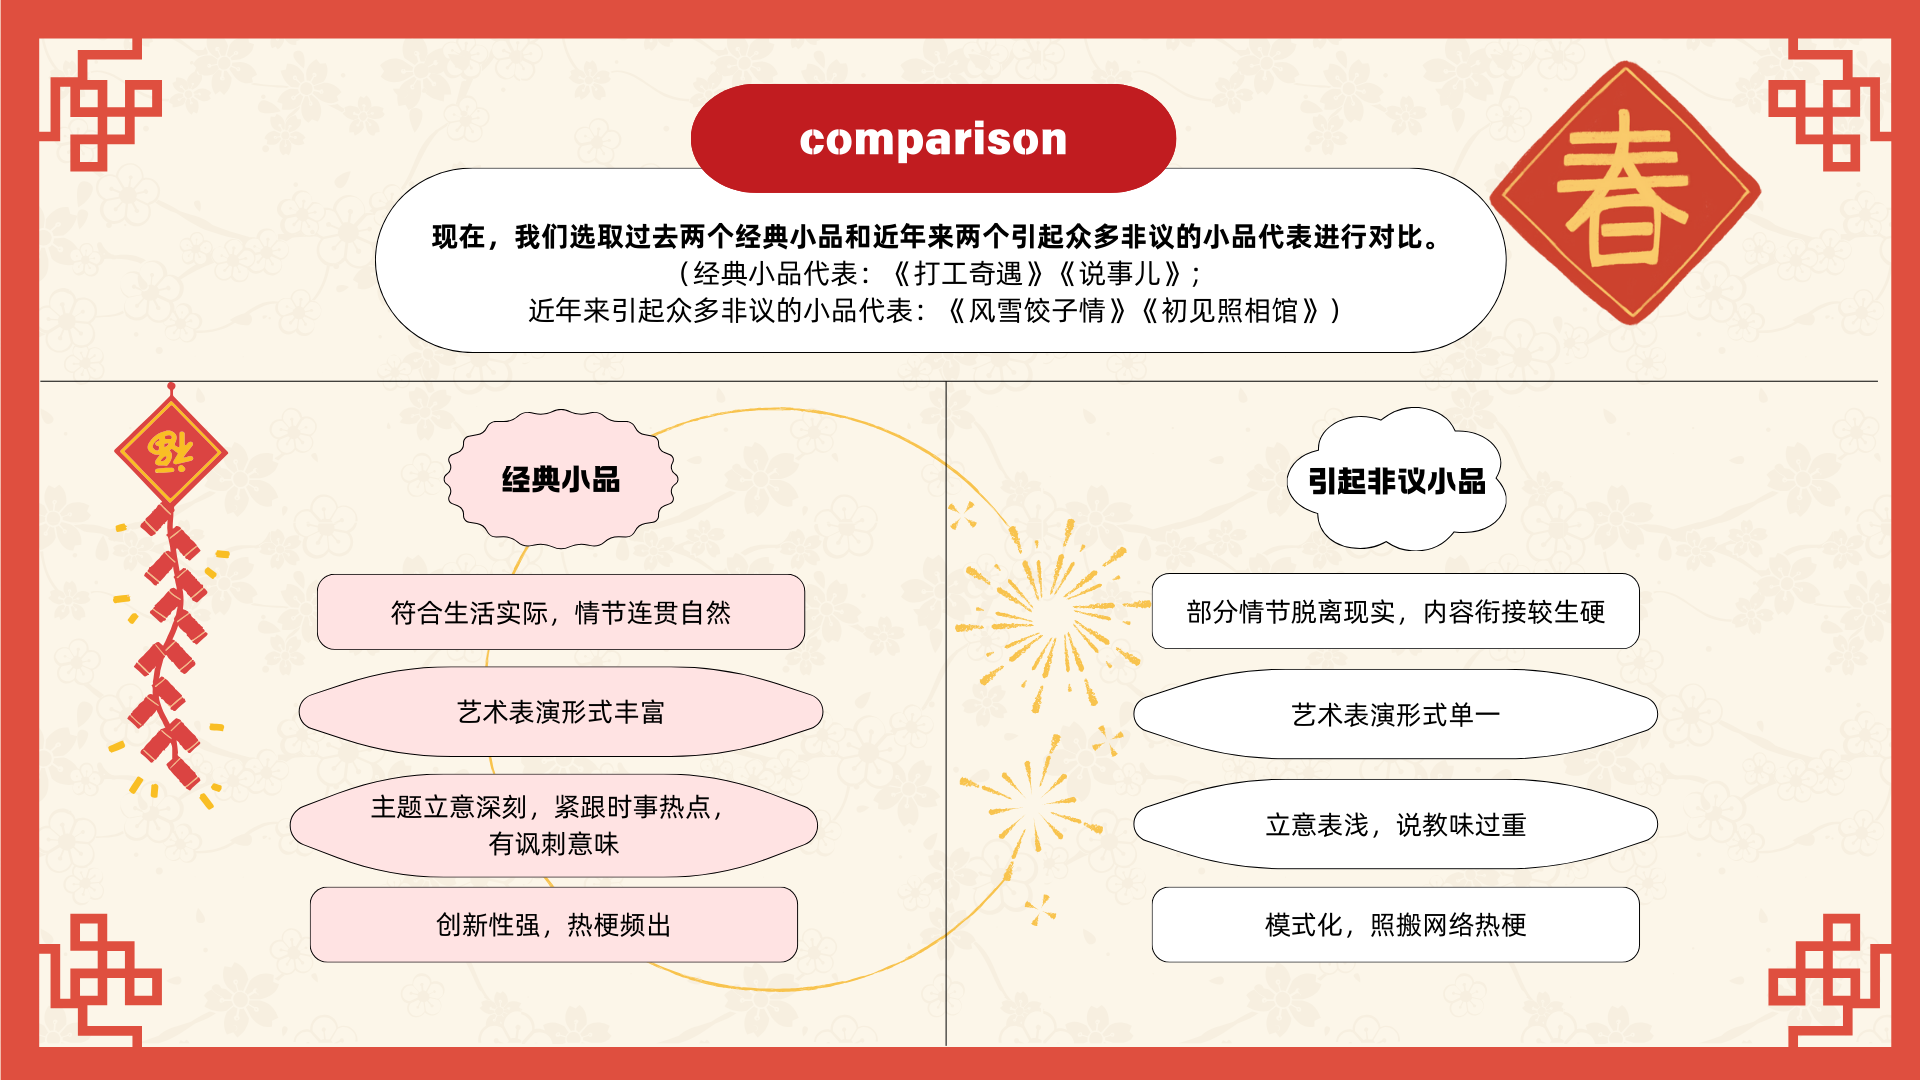 comparison
春
现在，我们选取过去两个经典小品和近年来两个引起众多非议的小品代表进行对比。
（经典小品代表：《打工奇遇》《说事儿》；
近年来引起众多非议的小品代表：《风雪饺子情》《初见照相馆》）
福
经典小品
符合生活实际，情节连贯自然
艺术表演形式丰富
主题立意深刻，紧跟时事热点，
有讽刺意味
创新性强，热梗频出
引起非议小品
部分情节脱离现实，内容衔接较生硬
艺术表演形式单一
立意表浅，说教味过重
模式化，照搬网络热梗